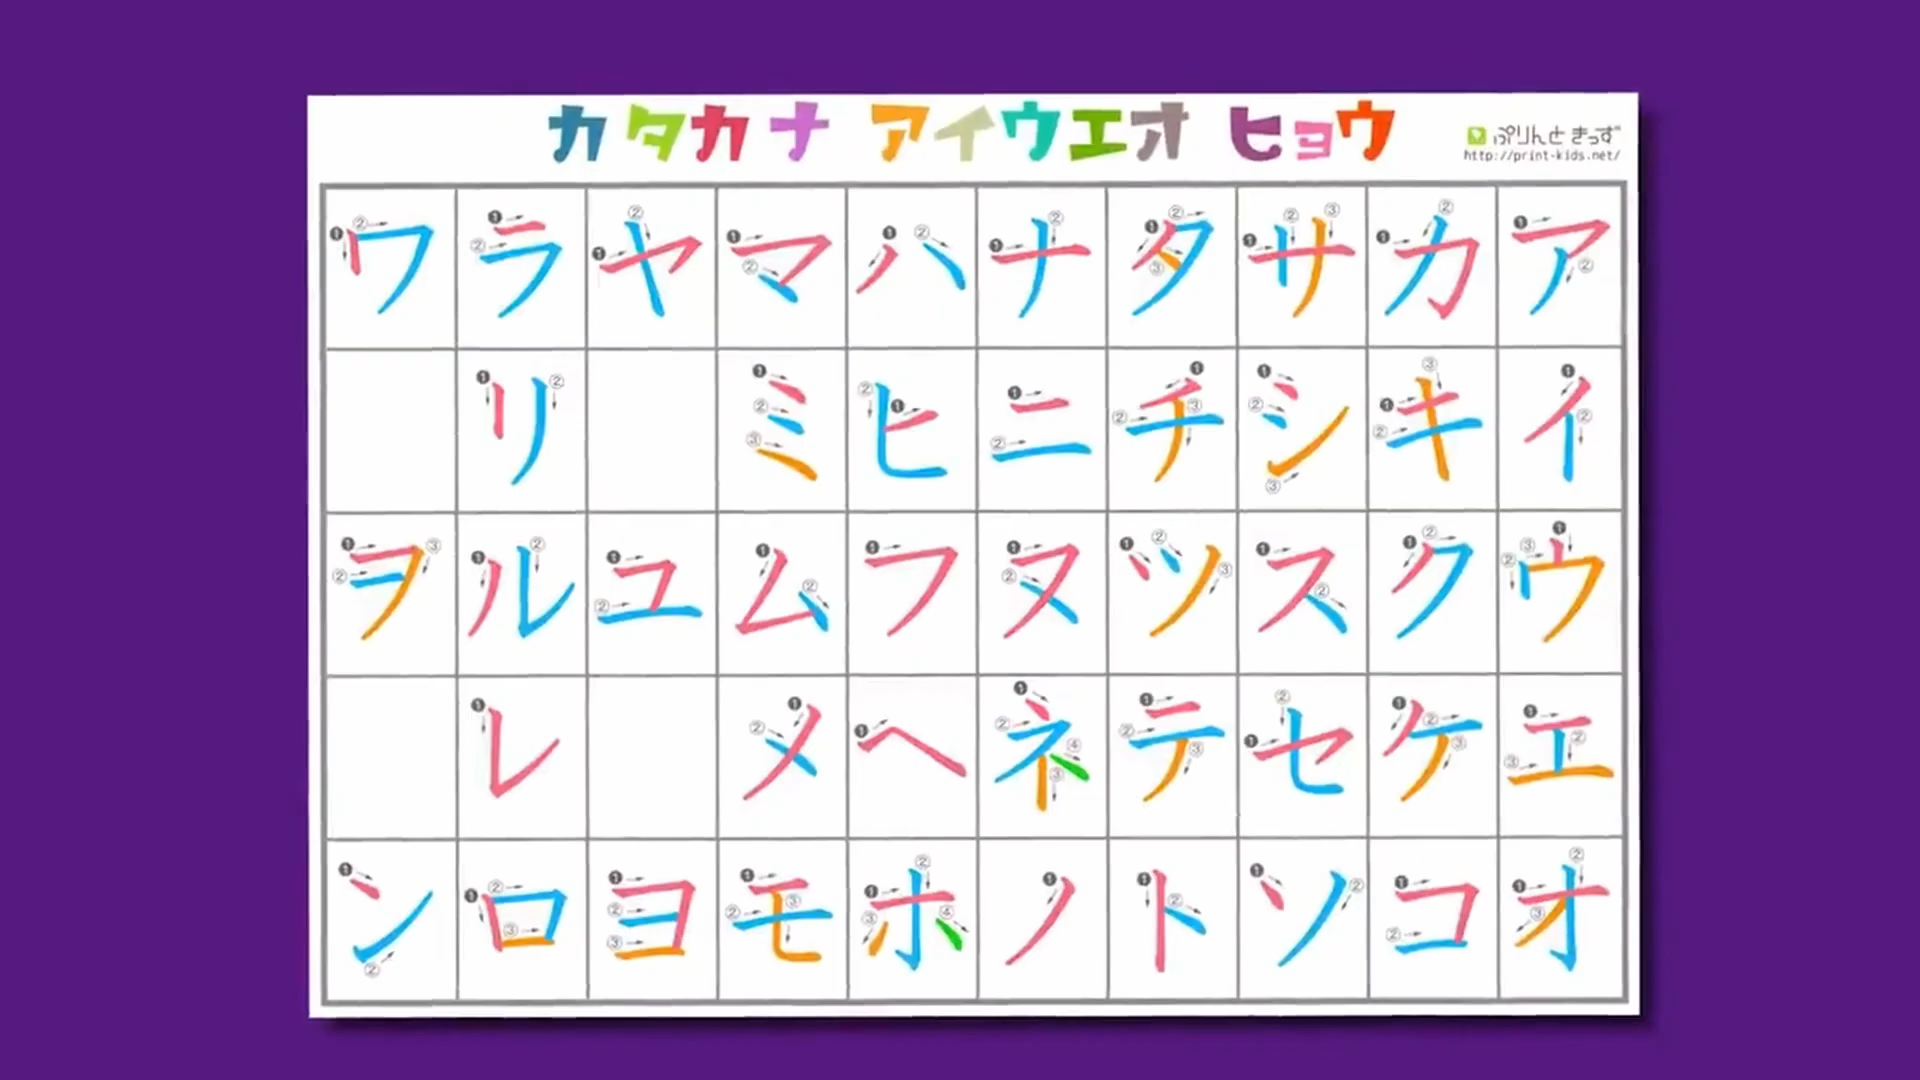 カタカナ アイウエオ ヒョウ
ぷりんときっず
http://print-kids.net/
ワ ラ ヤ マ ハ ナ タ サ カ ア
リ ミ ヒ ニ チ シ キ イ
ヲ ル ユ ム フ ヌ ツ ス ク ウ
レ メ ヘ ネ テ セ ケ エ
ン ロ ヨ モ ホ ノ ト ソ コ オ